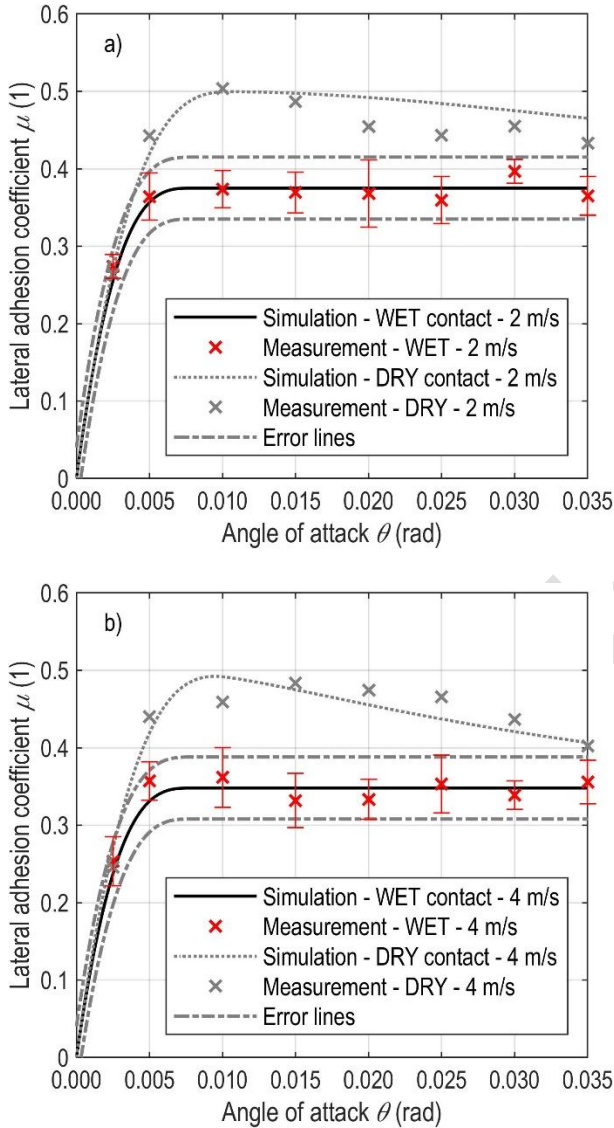 0.6
a)
0.5
0.4
0.3
0.2
0.1
0
Lateral adhesion coefficient μ (1)
Simulation - WET contact - 2 m/s
Measurement - WET - 2 m/s
Simulation - DRY contact - 2 m/s
Measurement - DRY - 2 m/s
Error lines
0.000 0.005 0.010 0.015 0.020 0.025 0.030 0.035
Angle of attack θ (rad)
0.6
b)
0.5
0.4
0.3
0.2
0.1
0
Lateral adhesion coefficient μ (1)
Simulation - WET contact - 4 m/s
Measurement - WET - 4 m/s
Simulation - DRY contact - 4 m/s
Measurement - DRY - 4 m/s
Error lines
0.000 0.005 0.010 0.015 0.020 0.025 0.030 0.035
Angle of attack θ (rad)